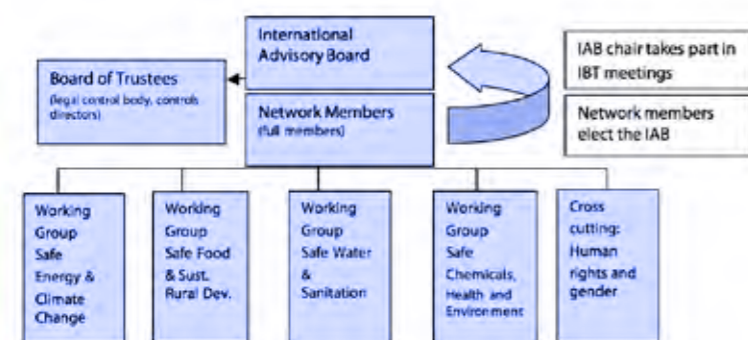 International
Advisory Board
Board of Trustees
(legal control body, controls
directors)
Network Members
(full members)
IAB chair takes part in
IBT meetings
Network members
elect the IAB
Working
Group
Safe
Energy &
Climate
Change
Working
Group
Safe Food
& Sust.
Rural Dev.
Working
Group
Safe Water
&
Sanitation
Working
Group
Safe
Chemicals,
Health and
Environment
Cross
cutting:
Human
rights and
gender